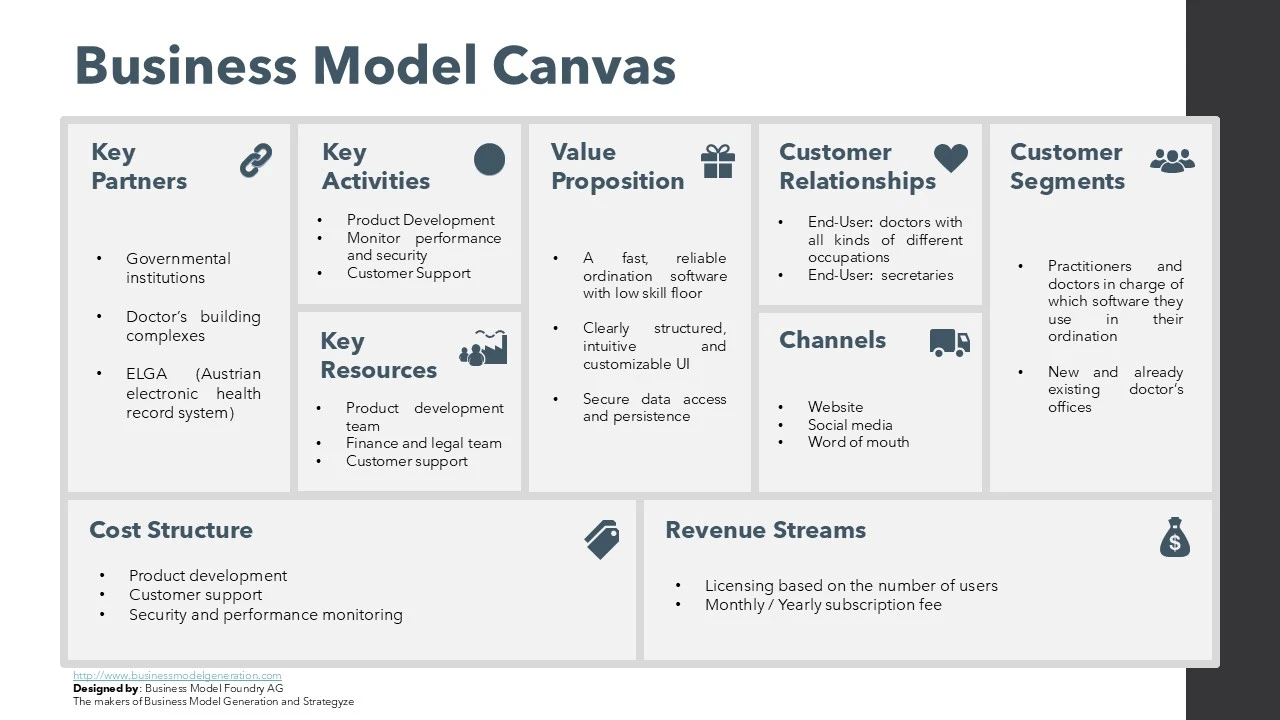 Business Model Canvas
Key
Partners
• Governmental
institutions
• Doctor's building
complexes
• ELGA (Austrian
electronic health
record system)
Key
Activities
• Product Development
• Monitor performance
and security
• Customer Support
Key
Resources
• Product development
team
• Finance and legal team
• Customer support
Value
Proposition
• A fast, reliable
ordination software
with low skill floor
• Clearly structured,
intuitive and
customizable UI
• Secure data access
and persistence
Customer
Relationships
• End-User: doctors with
all kinds of different
occupations
• End-User: secretaries
Channels
• Website
• Social media
• Word of mouth
Customer
Segments
• Practitioners and
doctors in charge of
which software they
use in their
ordination
• New and already
existing doctor's
offices
Cost Structure
• Product development
• Customer support
• Security and performance monitoring
Revenue Streams
$
• Licensing based on the number of users
• Monthly / Yearly subscription fee
http://www.businessmodelgeneration.com
Designed by: Business Model Foundry AG
The makers of Business Model Generation and Strategyze